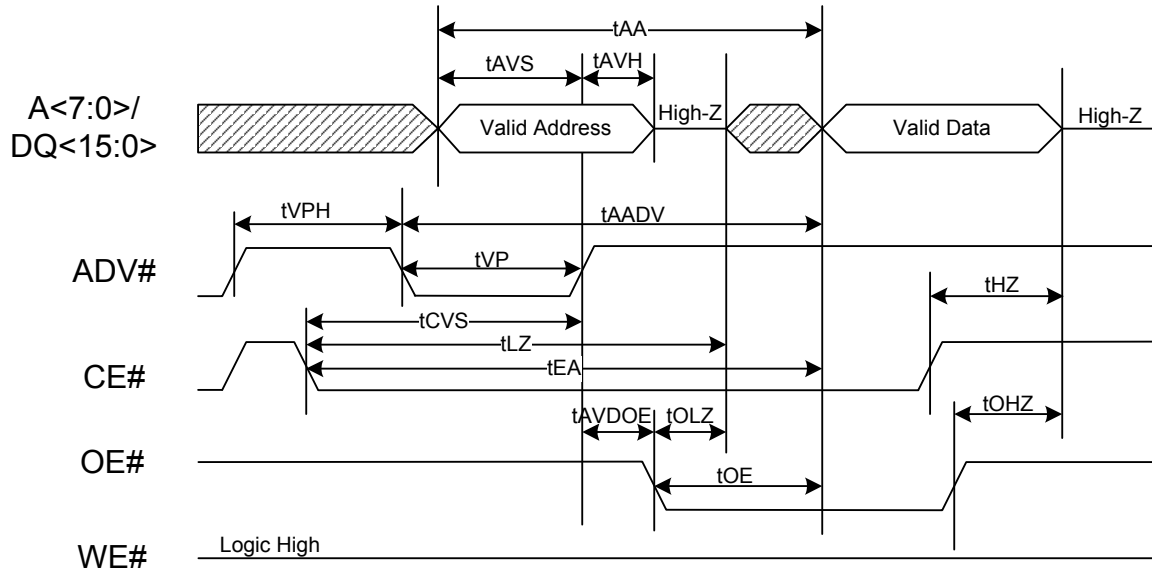 tAA
tAVS tAVH
A<7:0>/
DQ<15:0>
Valid Address
High-Z
Valid Data
High-Z
tVPH
tAADV
ADV#
tVP
tHZ
tCVS
tLZ
CE#
tEA
tAVDOE tOLZ
tOHZ
OE#
tOE
WE#
Logic High